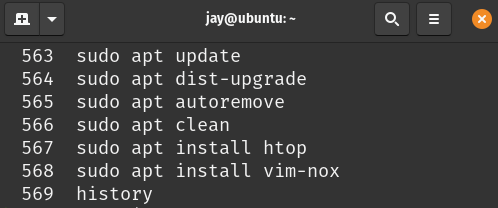 jay@ubuntu: ~
563 sudo apt update
564 sudo apt dist-upgrade
565 sudo apt autoremove
566 sudo apt clean
567 sudo apt install htop
568 sudo apt install vim-nox
569 history